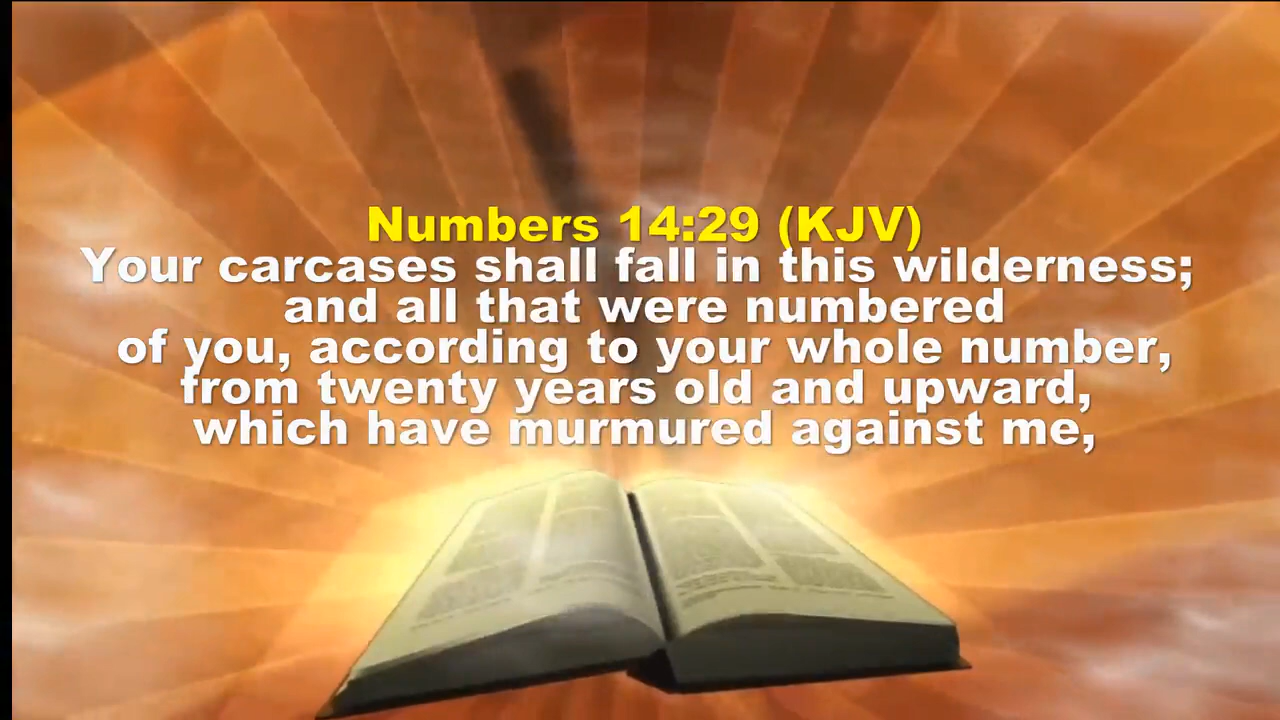 Numbers 14:29 (KJV)
Your carcases shall fall in this wilderness;
and all that were numbered
of you, according to your whole number,
from twenty years old and upward,
which have murmured against me,